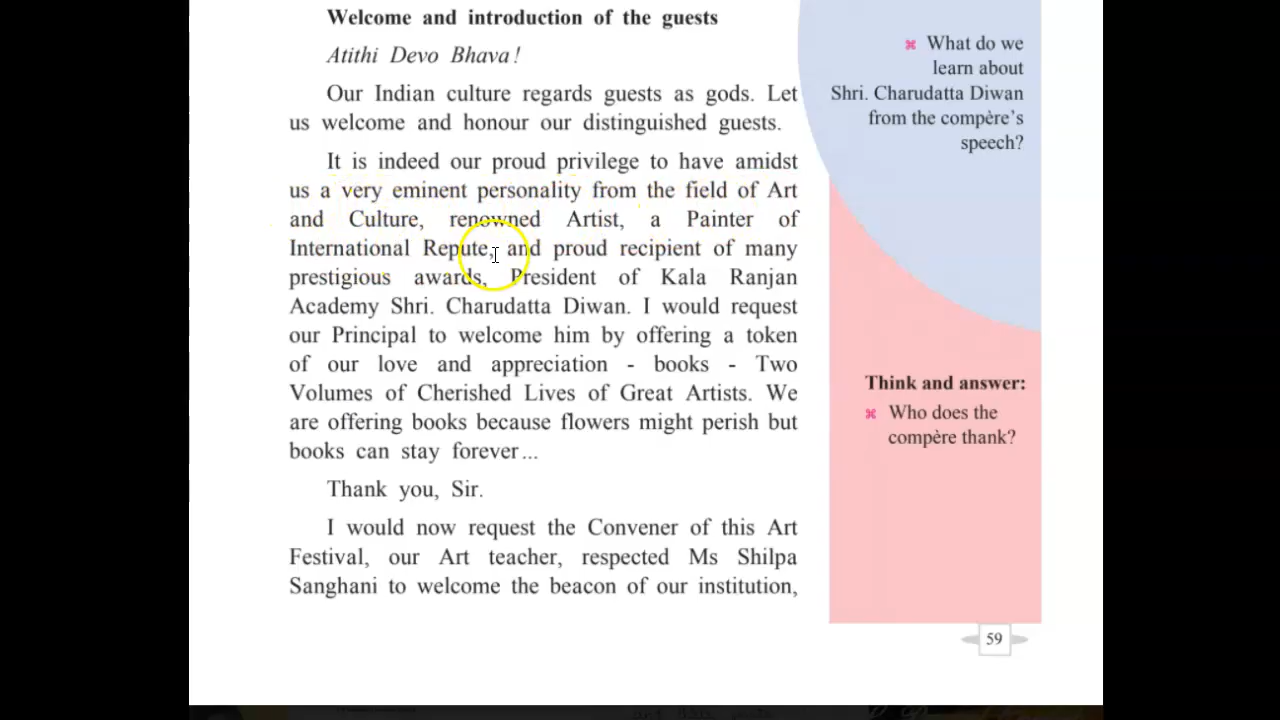 Welcome and introduction of the guests
Atithi Devo Bhava!
Our Indian culture regards guests as gods. Let
us welcome and honour our distinguished guests.
It is indeed our proud privilege to have amidst
us a very eminent personality from the field of Art
and Culture, renowned Artist, a Painter of
International Repute, and proud recipient of many
prestigious awards, President of Kala Ranjan
Academy Shri. Charudatta Diwan. I would request
our Principal to welcome him by offering a token
of our love and appreciation - books - Two
Volumes of Cherished Lives of Great Artists. We
are offering books because flowers might perish but
books can stay forever...
Thank you, Sir.
I would now request the Convener of this Art
Festival, our Art teacher, respected Ms Shilpa
Sanghani to welcome the beacon of our institution,
⌘ What do we
learn about
Shri. Charudatta Diwan
from the compère's
speech?
Think and answer:
⌘ Who does the
compère thank?
59